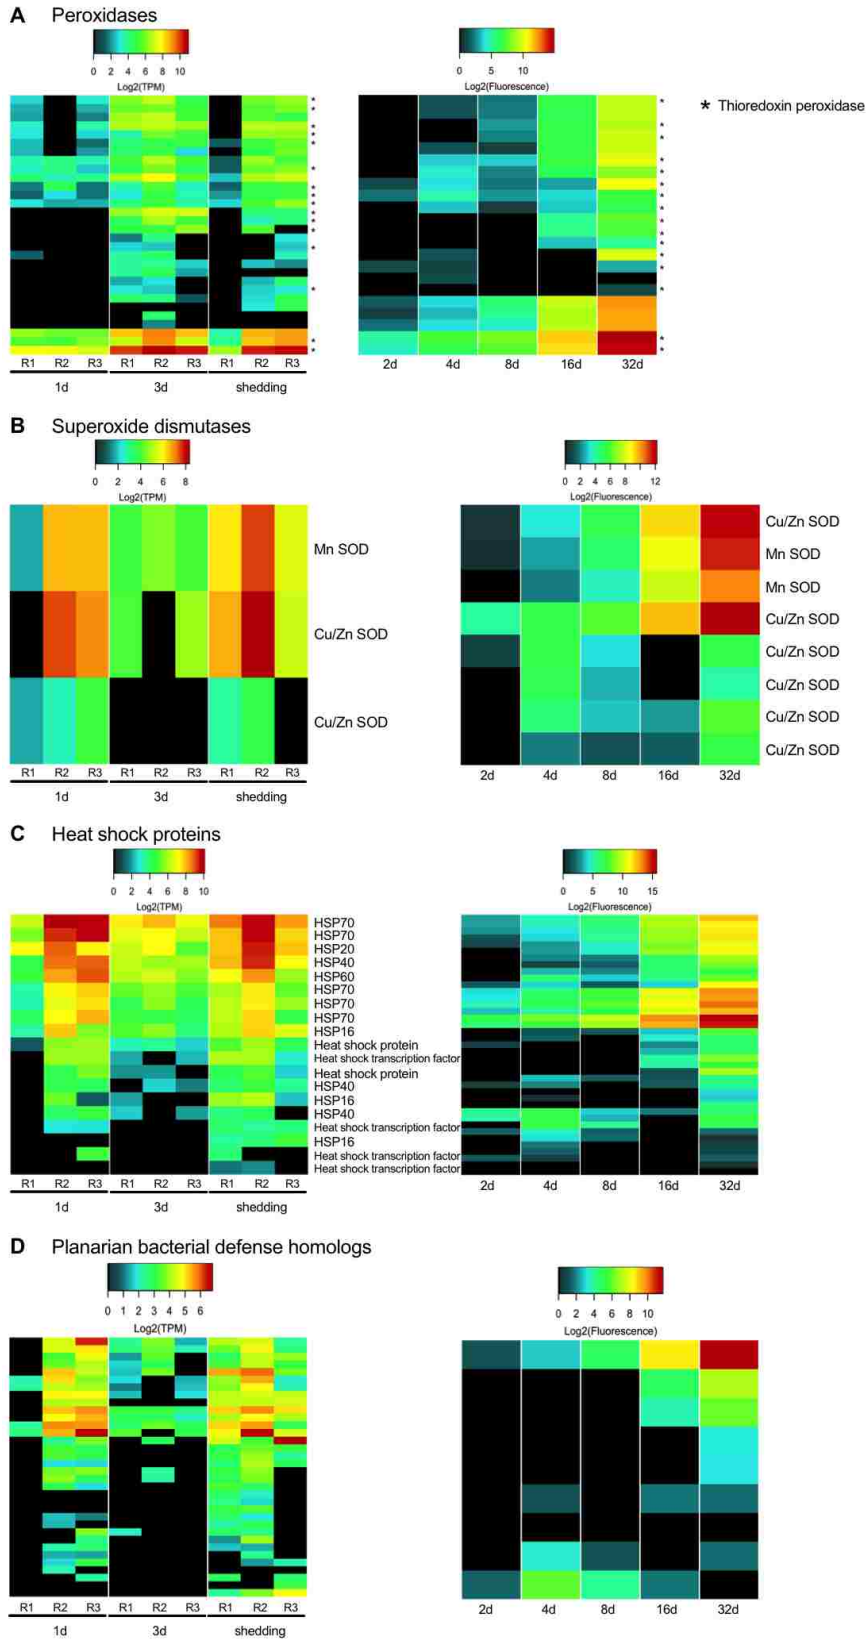 A Peroxidases
0 2 4 6 8 10
Log2(TPM)
0 5 10
Log2(Fluorescence)
* Thioredoxin peroxidase
R1 R2 R3 R1 R2 R3 R1 R2 R3
1d 3d shedding
2d 4d 8d 16d 32d
B Superoxide dismutases
0 2 4 6 8
Log2(TPM)
0 2 4 6 8 10 12
Log2(Fluorescence)
Mn SOD
Cu/Zn SOD
Cu/Zn SOD
R1 R2 R3 R1 R2 R3 R1 R2 R3
1d 3d shedding
Cu/Zn SOD
Mn SOD
Mn SOD
Cu/Zn SOD
Cu/Zn SOD
Cu/Zn SOD
Cu/Zn SOD
Cu/Zn SOD
2d 4d 8d 16d 32d
C Heat shock proteins
0 2 4 6 8 10
Log2(TPM)
0 5 10 15
Log2(Fluorescence)
HSP70
HSP70
HSP20
HSP40
HSP60
HSP70
HSP70
HSP70
HSP16
Heat shock protein
Heat shock transcription factor
Heat shock protein
HSP40
HSP16
HSP40
Heat shock transcription factor
HSP16
Heat shock transcription factor
Heat shock transcription factor
R1 R2 R3 R1 R2 R3 R1 R2 R3
1d 3d shedding
2d 4d 8d 16d 32d
D Planarian bacterial defense homologs
0 1 2 3 4 5 6
Log2(TPM)
0 2 4 6 8 10
Log2(Fluorescence)
R1 R2 R3 R1 R2 R3 R1 R2 R3
1d 3d shedding
2d 4d 8d 16d 32d